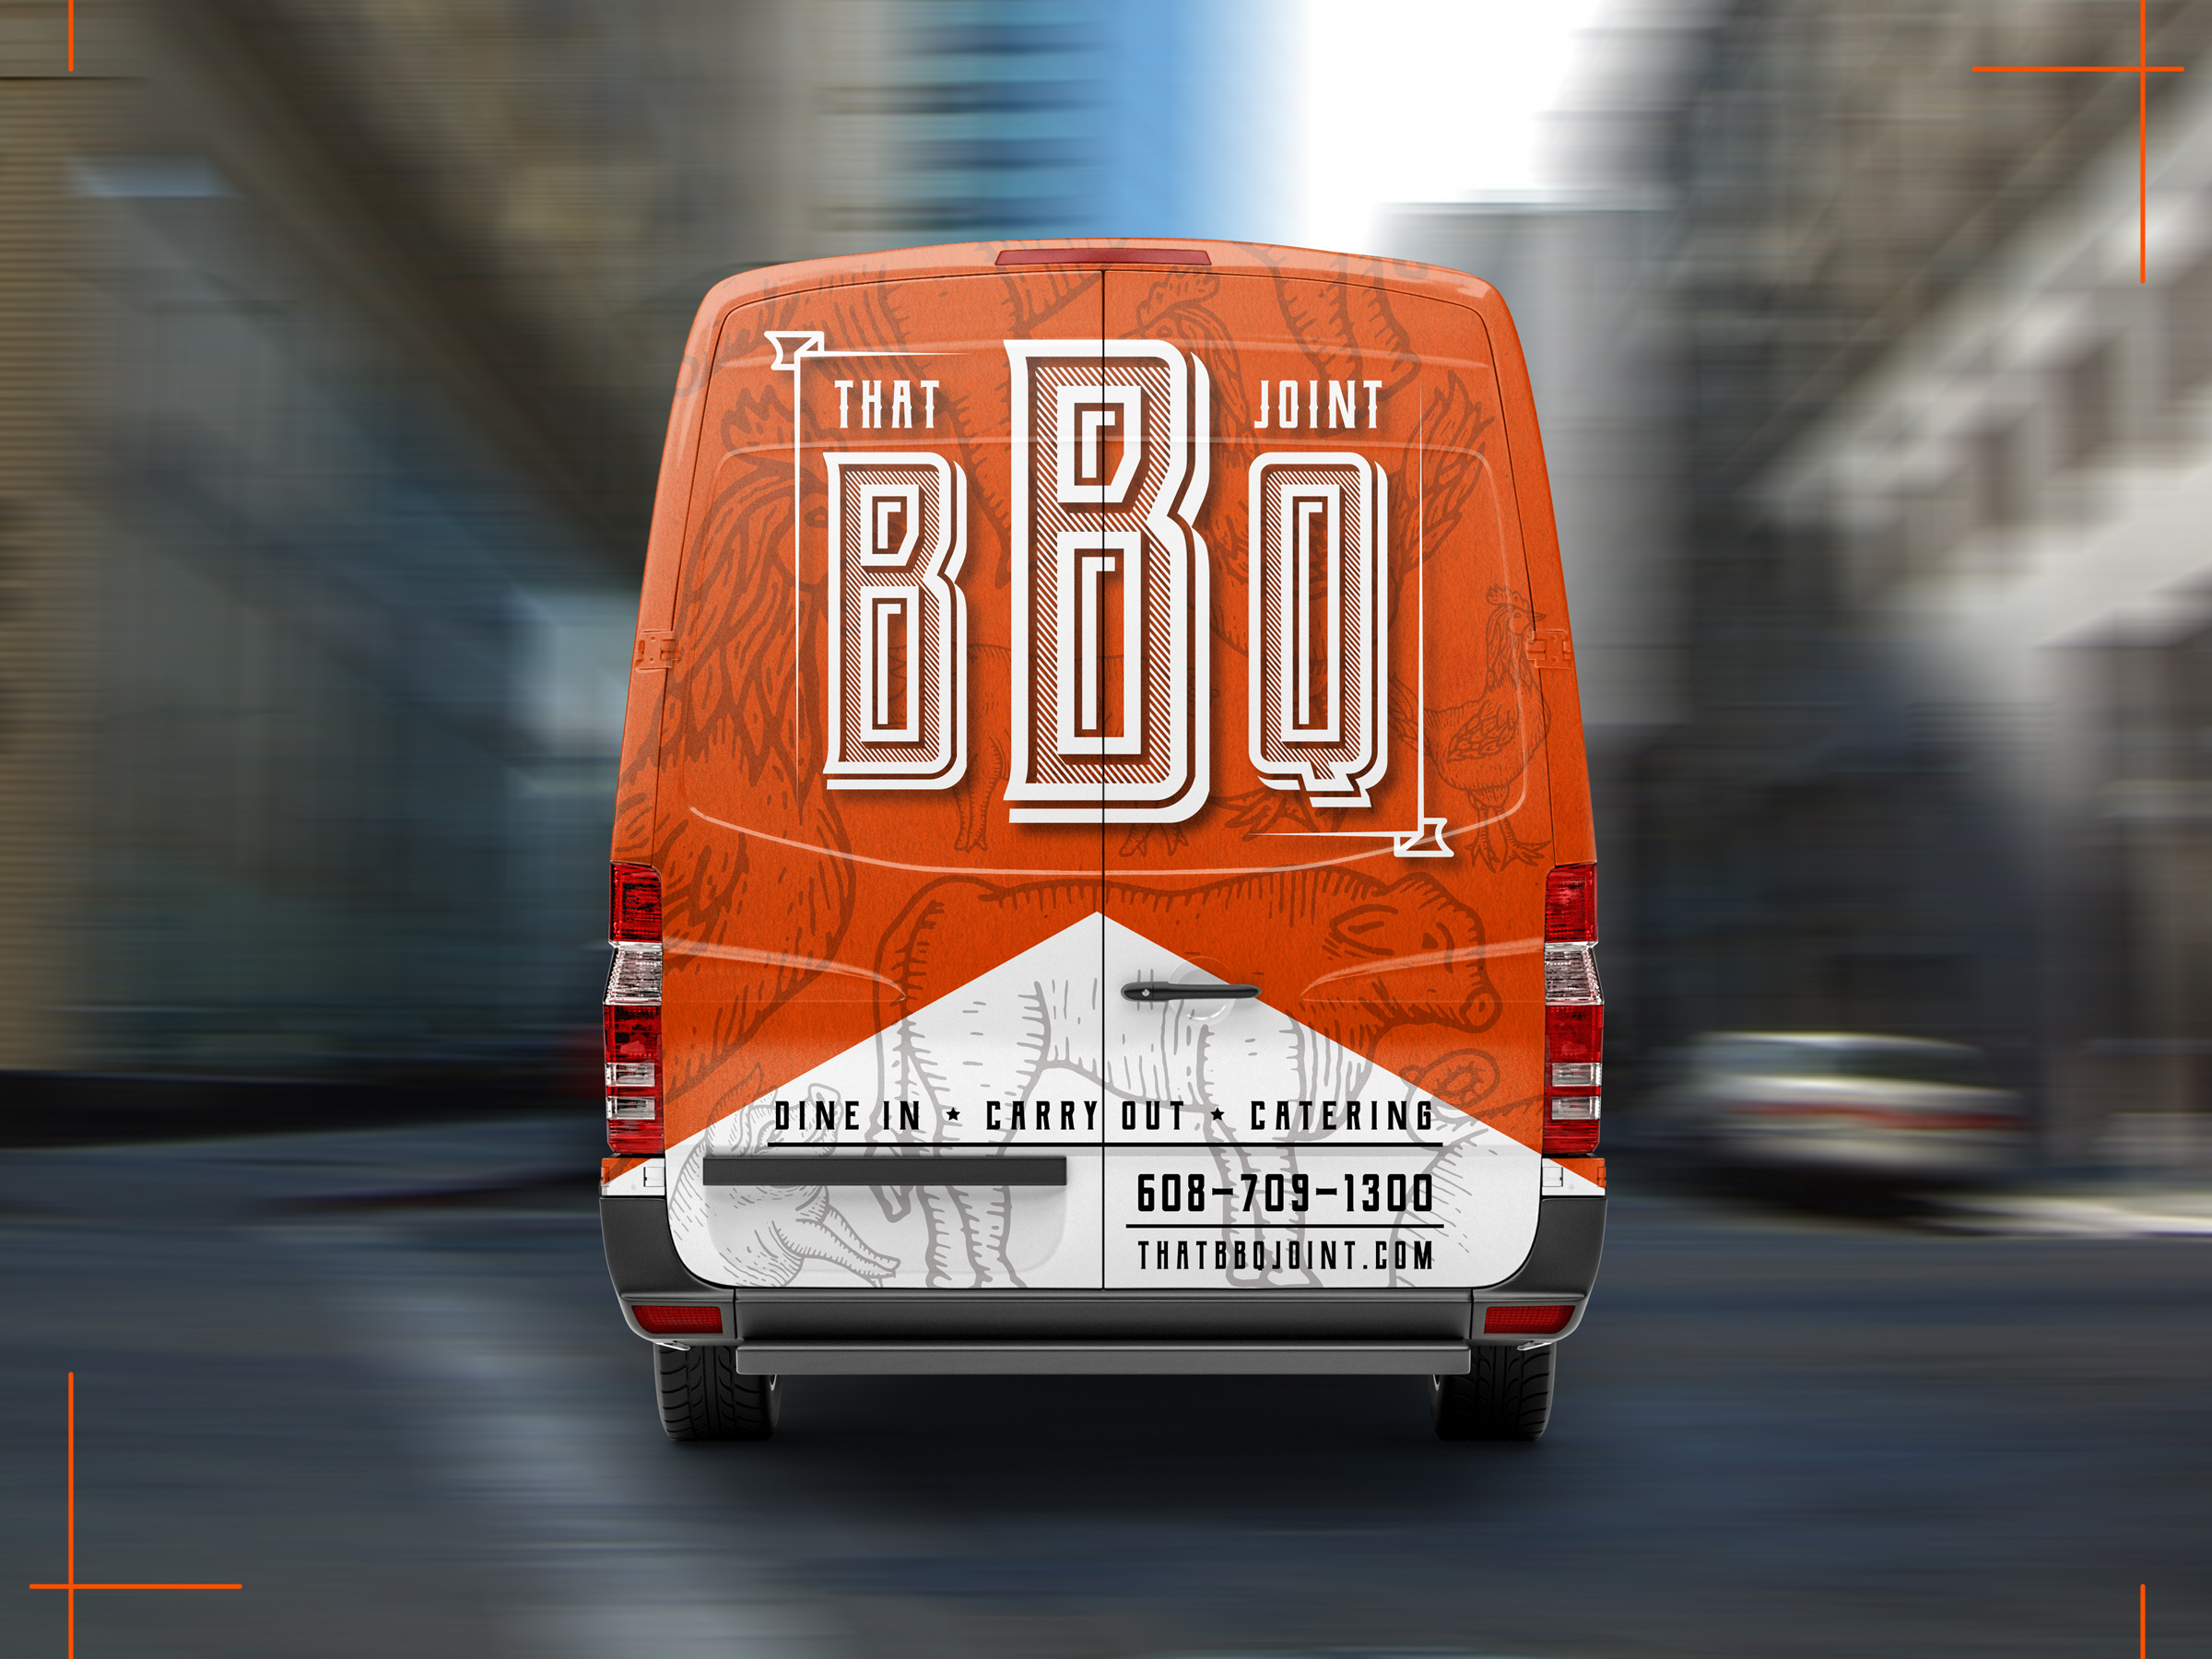 THAT JOINT
BBQ
DINE IN ★ CARRY OUT ★ CATERING
608-709-1300
THATBBQJOINT.COM